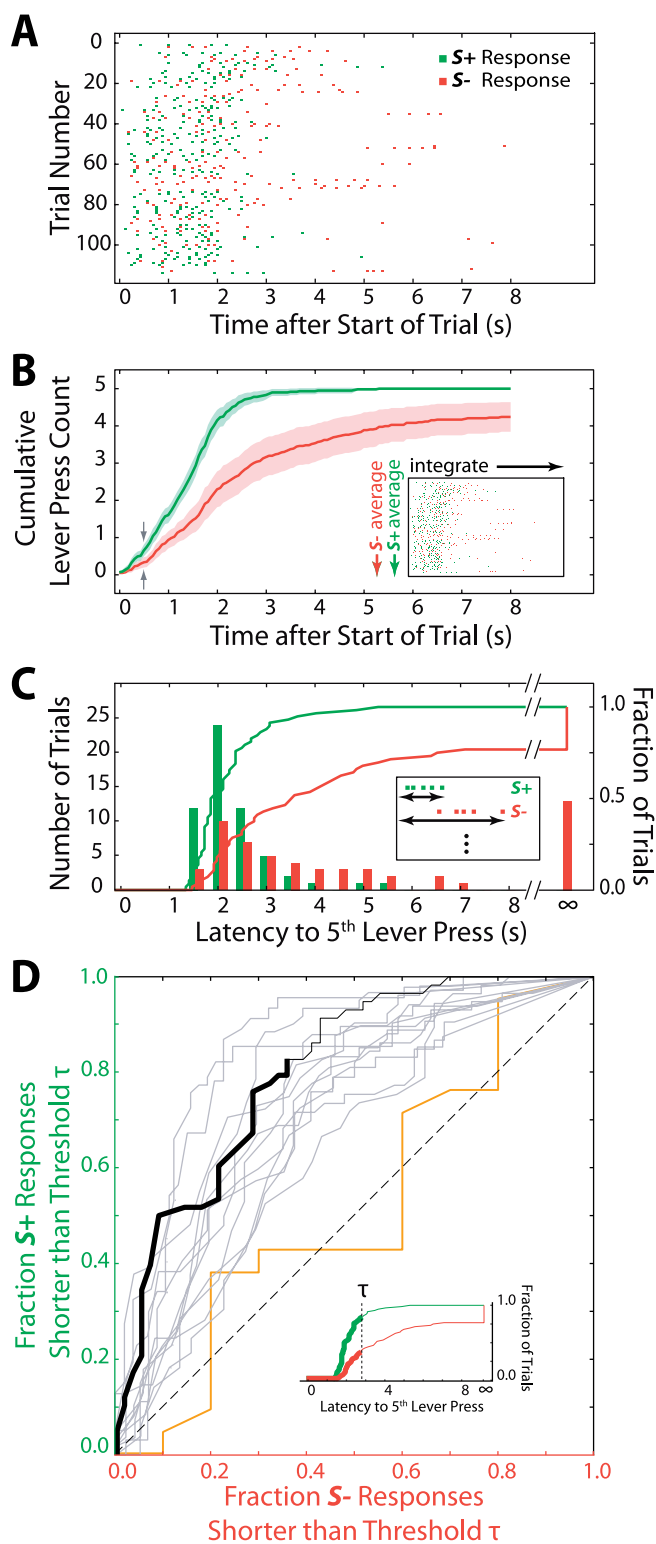 A
0
20
40
60
80
100
Trial Number
S+ Response
S- Response
0 1 2 3 4 5 6 7 8
Time after Start of Trial (s)
B
5
4
3
2
1
0
Cumulative
Lever Press Count
integrate
S- average
S+ average
0 1 2 3 4 5 6 7 8
Time after Start of Trial (s)
C
25
20
15
10
5
0
Number of Trials
1.0
0.5
0.0
Fraction
of Trials
S+
S-
0 1 2 3 4 5 6 7 8 ∞
Latency to 5th Lever Press (s)
D
1.0
0.8
0.6
0.4
0.2
0.0
Fraction S+ Responses
Shorter than Threshold τ
τ
1.0
0.0
Fraction
of Trials
0 4 8 ∞
Latency to 5th Lever Press
0.0 0.2 0.4 0.6 0.8 1.0
Fraction S- Responses
Shorter than Threshold τ